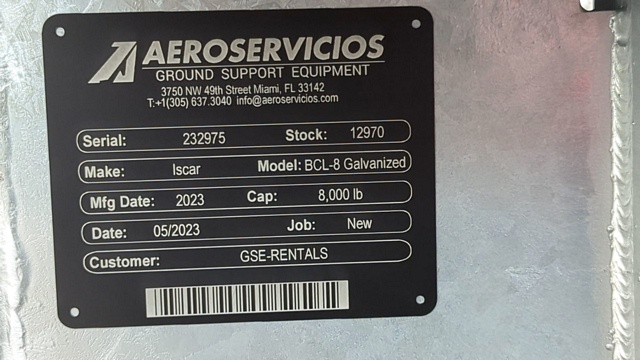 AEROSERVICIOS
GROUND SUPPORT EQUIPMENT
3750 NW 49th Street Miami, FL 33142
T:+1(305) 637.3040 info@aeroservicios.com
Serial: 232975 Stock: 12970
Make: Iscar Model: BCL-8 Galvanized
Mfg Date: 2023 Cap: 8,000 lb
Date: 05/2023 Job: New
Customer: GSE-RENTALS